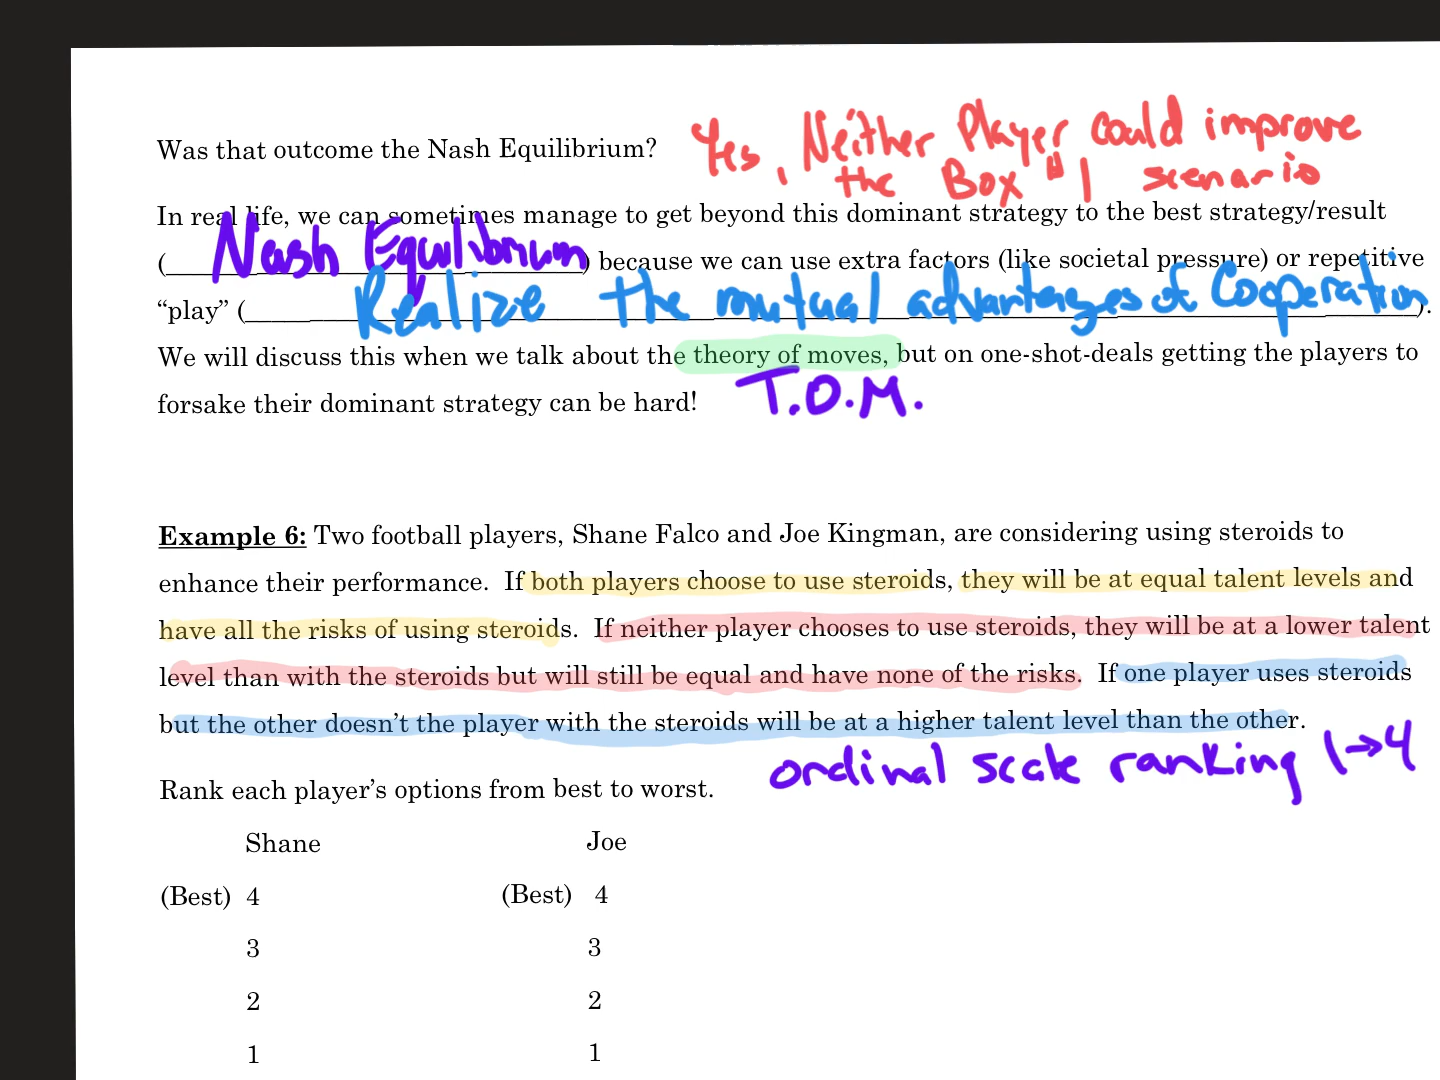 Was that outcome the Nash Equilibrium? Yes, Neither Player could improve
the Box #1 scenario
In real life, we can sometimes manage to get beyond this dominant strategy to the best strategy/result
(Nash Equilibrium) because we can use extra factors (like societal pressure) or repetitive
“play” (Realize the mutual advantages of Cooperation).
We will discuss this when we talk about the theory of moves, but on one-shot-deals getting the players to
forsake their dominant strategy can be hard! T.O.M.
Example 6: Two football players, Shane Falco and Joe Kingman, are considering using steroids to
enhance their performance. If both players choose to use steroids, they will be at equal talent levels and
have all the risks of using steroids. If neither player chooses to use steroids, they will be at a lower talent
level than with the steroids but will still be equal and have none of the risks. If one player uses steroids
but the other doesn’t the player with the steroids will be at a higher talent level than the other.
Rank each player’s options from best to worst. ordinal scale ranking 1→4
Shane Joe
(Best) 4 (Best) 4
3 3
2 2
1 1